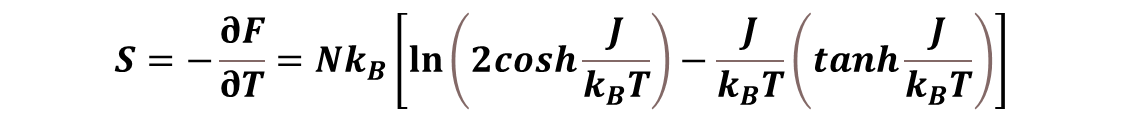 S = −∂F/∂T = Nk_B [ln(2cosh J/k_BT) − J/k_BT (tanh J/k_BT)]